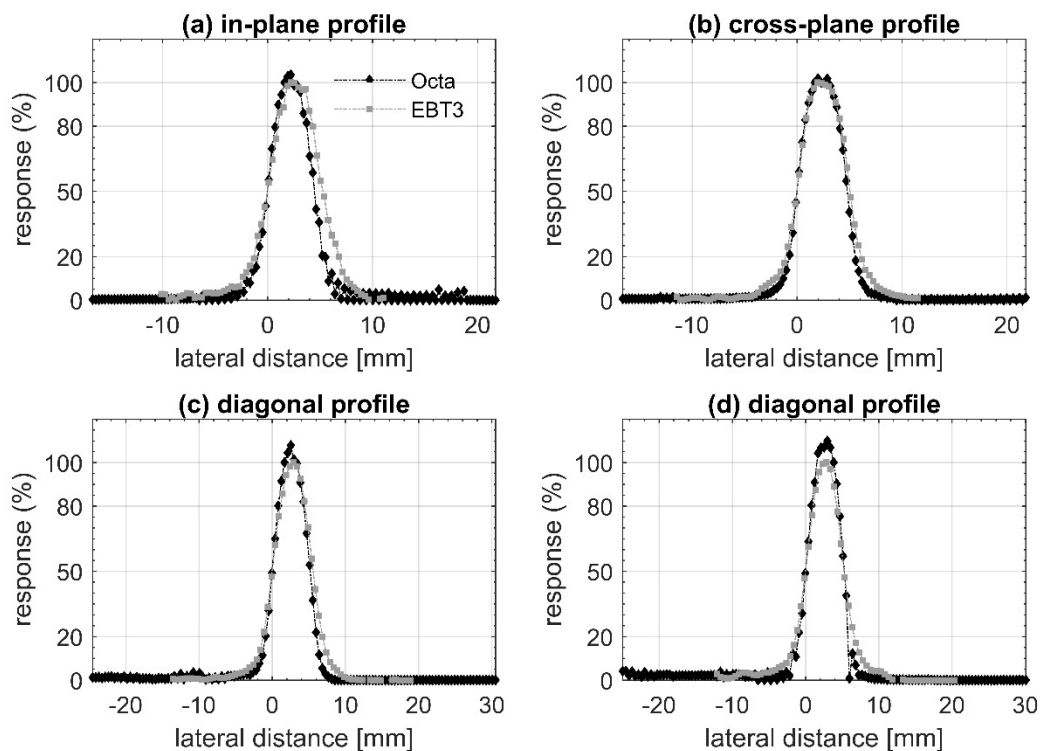 (a) in-plane profile
response (%)
100
80
50
20
0
Octa
EBT3
-10
0
10
20
lateral distance [mm]
(b) cross-plane profile
response (%)
100
80
50
20
0
-10
0
10
20
lateral distance [mm]
(c) diagonal profile
response (%)
100
80
50
20
0
-20
-10
0
10
20
30
lateral distance [mm]
(d) diagonal profile
response (%)
100
80
50
20
0
-20
-10
0
10
20
30
lateral distance [mm]